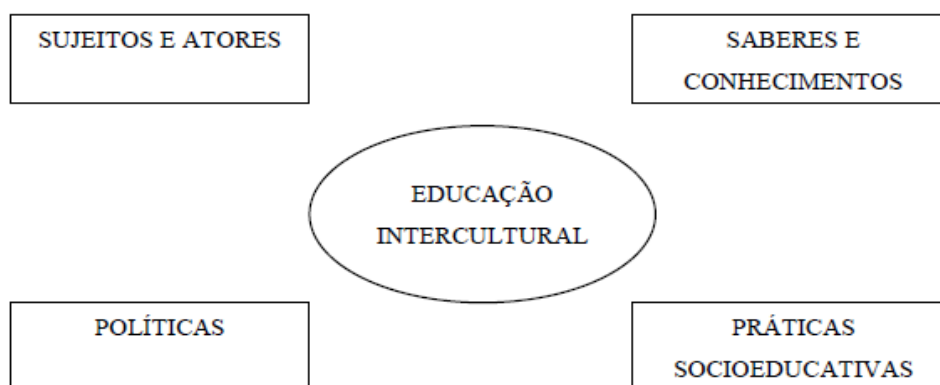 SUJEITOS E ATORES
SABERES E
CONHECIMENTOS
EDUCAÇÃO
INTERCULTURAL
POLÍTICAS
PRÁTICAS
SOCIOEDUCATIVAS